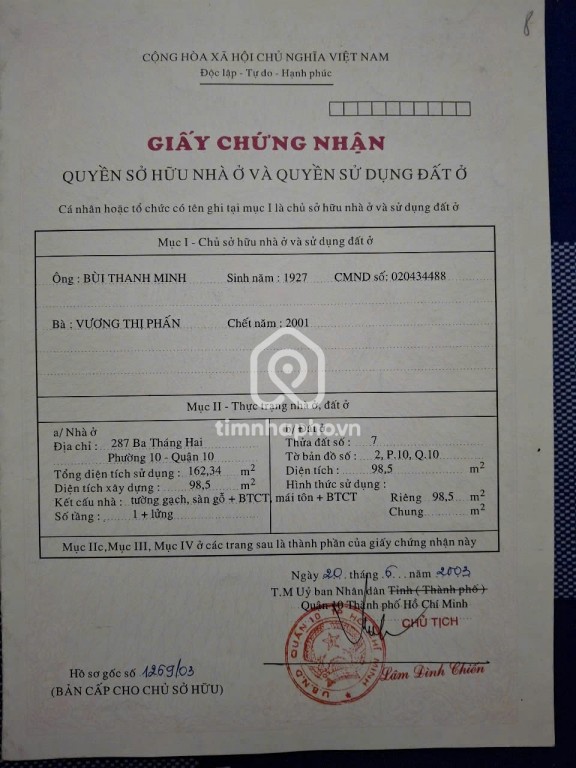 8
CỘNG HÒA XÃ HỘI CHỦ NGHĨA VIỆT NAM
Độc lập - Tự do - Hạnh phúc
GIẤY CHỨNG NHẬN
QUYỀN SỞ HỮU NHÀ Ở VÀ QUYỀN SỬ DỤNG ĐẤT Ở
Cá nhân hoặc tổ chức có tên ghi tại mục I là chủ sở hữu nhà ở và sử dụng đất ở
Mục I - Chủ sở hữu nhà ở và sử dụng đất ở
Ông : BÙI THANH MINH Sinh năm : 1927 CMND số: 020434488
Bà : VƯƠNG THỊ PHẤN Chết năm : 2001
Mục II - Thực trạng nhà ở, đất ở
timnhapho.vn
a/ Nhà ở
Địa chỉ : 287 Ba Tháng Hai
Phường 10 - Quận 10
Tổng diện tích sử dụng : 162,34 m2
Diện tích xây dựng : 98,5 m2
Kết cấu nhà : tường gạch, sàn gỗ + BTCT, mái tôn + BTCT
Số tầng : 1 + lửng
b/ Đất ở
Thửa đất số : 7
Tờ bản đồ số : 2, P.10, Q.10
Diện tích : 98,5 m2
Hình thức sử dụng :
Riêng 98,5 m2
Chung m2
Mục IIc,Mục III, Mục IV ở các trang sau là thành phần của giấy chứng nhận này
Ngày 20 tháng 6 năm 2003
T.M Uỷ ban Nhân dân Tỉnh ( Thành phố )
Quận 10 Thành phố Hồ Chí Minh
CHỦ TỊCH
U.B.N.D QUẬN 10 T.P HỒ CHÍ MINH
Lâm Đình Chiến
Hồ sơ gốc số 1269/03
(BẢN CẤP CHO CHỦ SỞ HỮU)